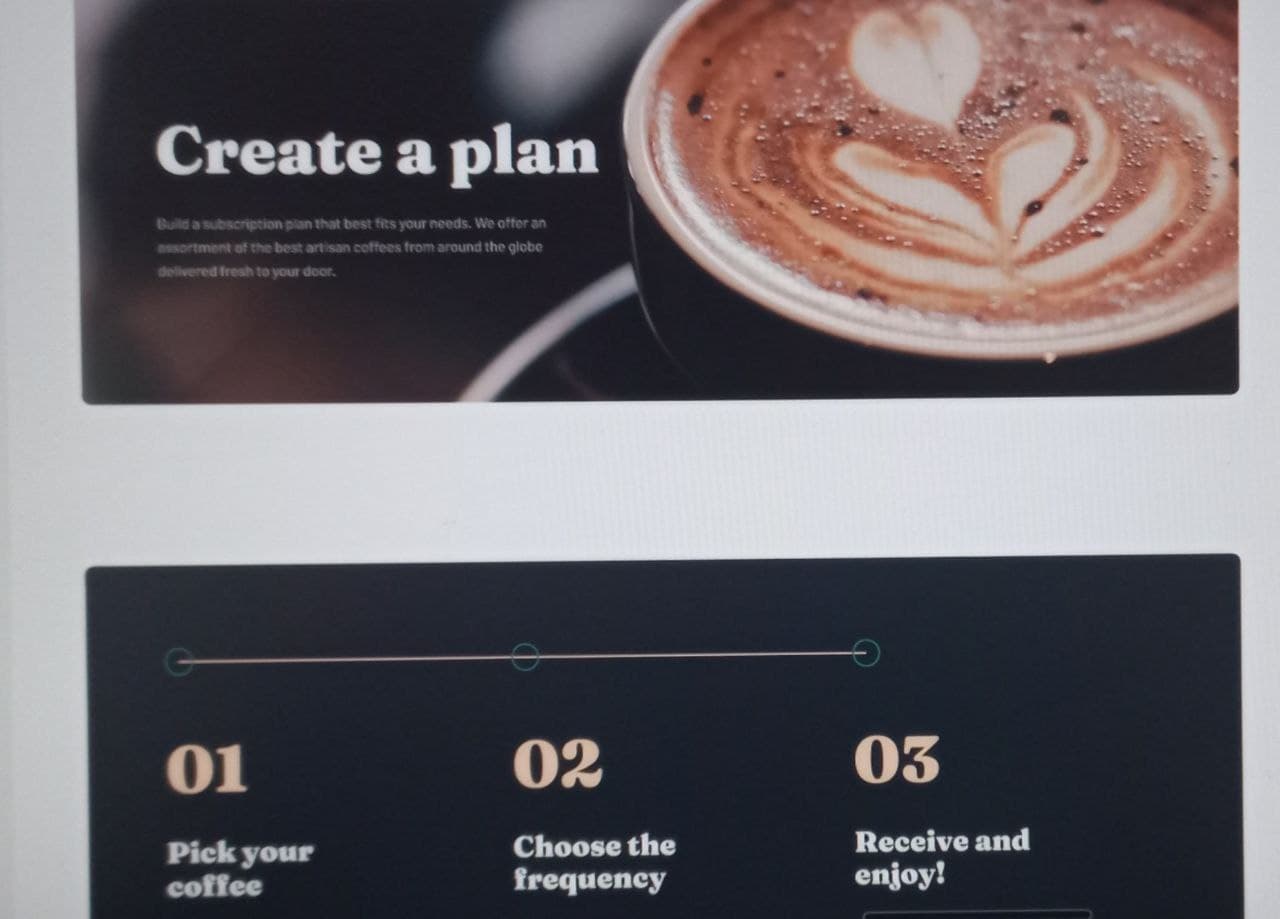 Create a plan
Build a subscription plan that best fits your needs. We offer an
assortment of the best artisan coffees from around the globe
delivered fresh to your door.
01
02
03
Pick your
coffee
Choose the
frequency
Receive and
enjoy!